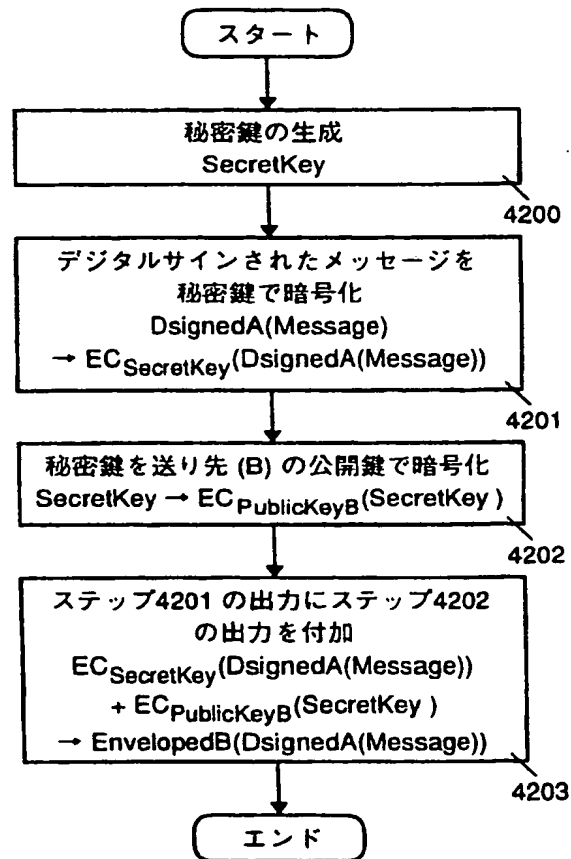 スタート
秘密鍵の生成
SecretKey
4200
デジタルサインされたメッセージを
秘密鍵で暗号化
DsignedA(Message)
→ EC_SecretKey(DsignedA(Message))
4201
秘密鍵を送り先 (B) の公開鍵で暗号化
SecretKey → EC_PublicKeyB(SecretKey)
4202
ステップ4201 の出力にステップ4202
の出力を付加
EC_SecretKey(DsignedA(Message))
+ EC_PublicKeyB(SecretKey)
→ EnvelopedB(DsignedA(Message))
4203
エンド